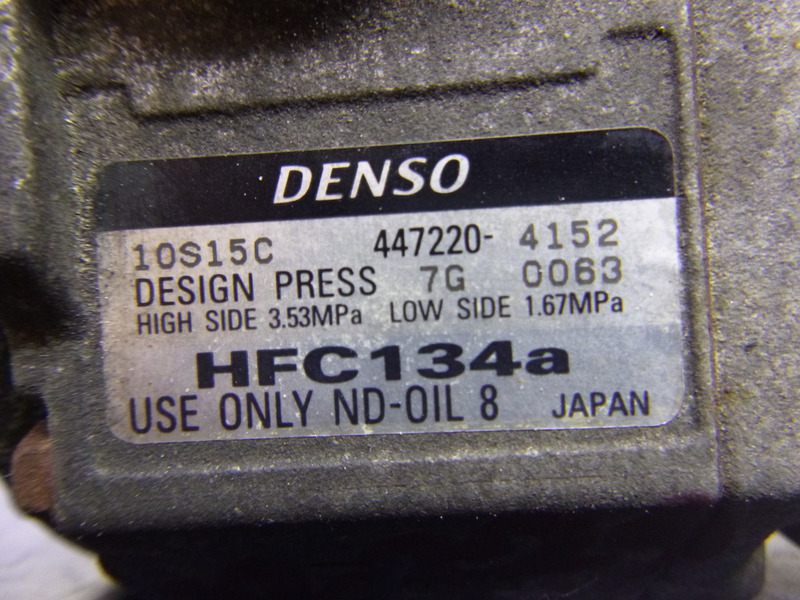 DENSO
10S15C 447220- 4152
DESIGN PRESS 7G 0063
HIGH SIDE 3.53MPa LOW SIDE 1.67MPa
HFC134a
USE ONLY ND-OIL 8 JAPAN